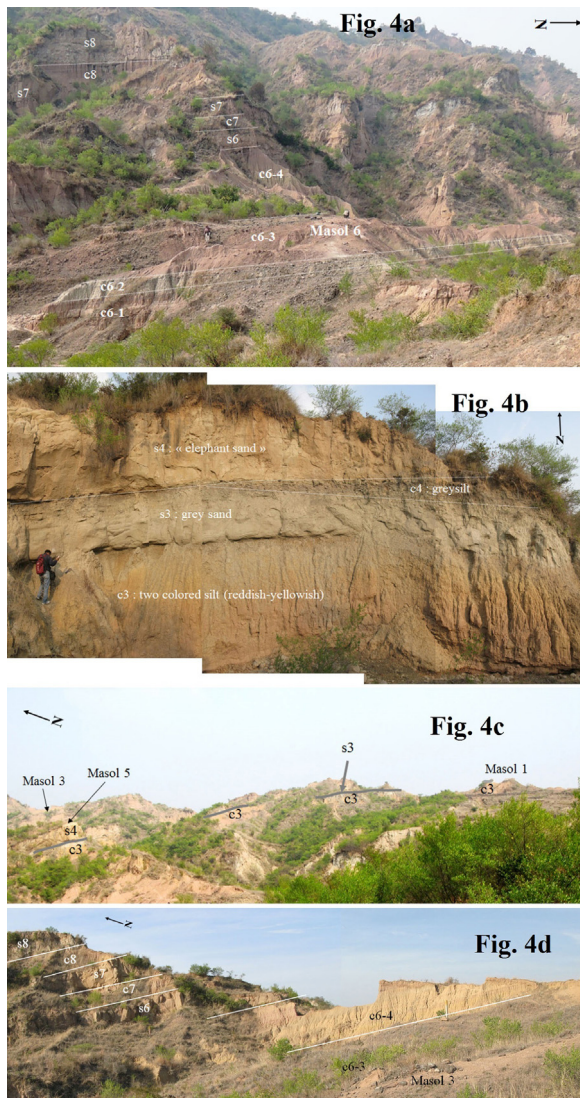 Fig. 4a
N
s8
c8
s7
s7
c7
s6
c6-4
Masol 6
c6-3
c6-2
c6-1
Fig. 4b
N
s4 : « elephant sand »
c4 : greysilt
s3 : grey sand
c3 : two colored silt (reddish-yellowish)
N
Fig. 4c
s3
Masol 3
Masol 5
Masol 1
c3
c3
c3
s4
c3
N
Fig. 4d
s8
c8
s7
c7
s6
c6-4
c6-3
Masol 3